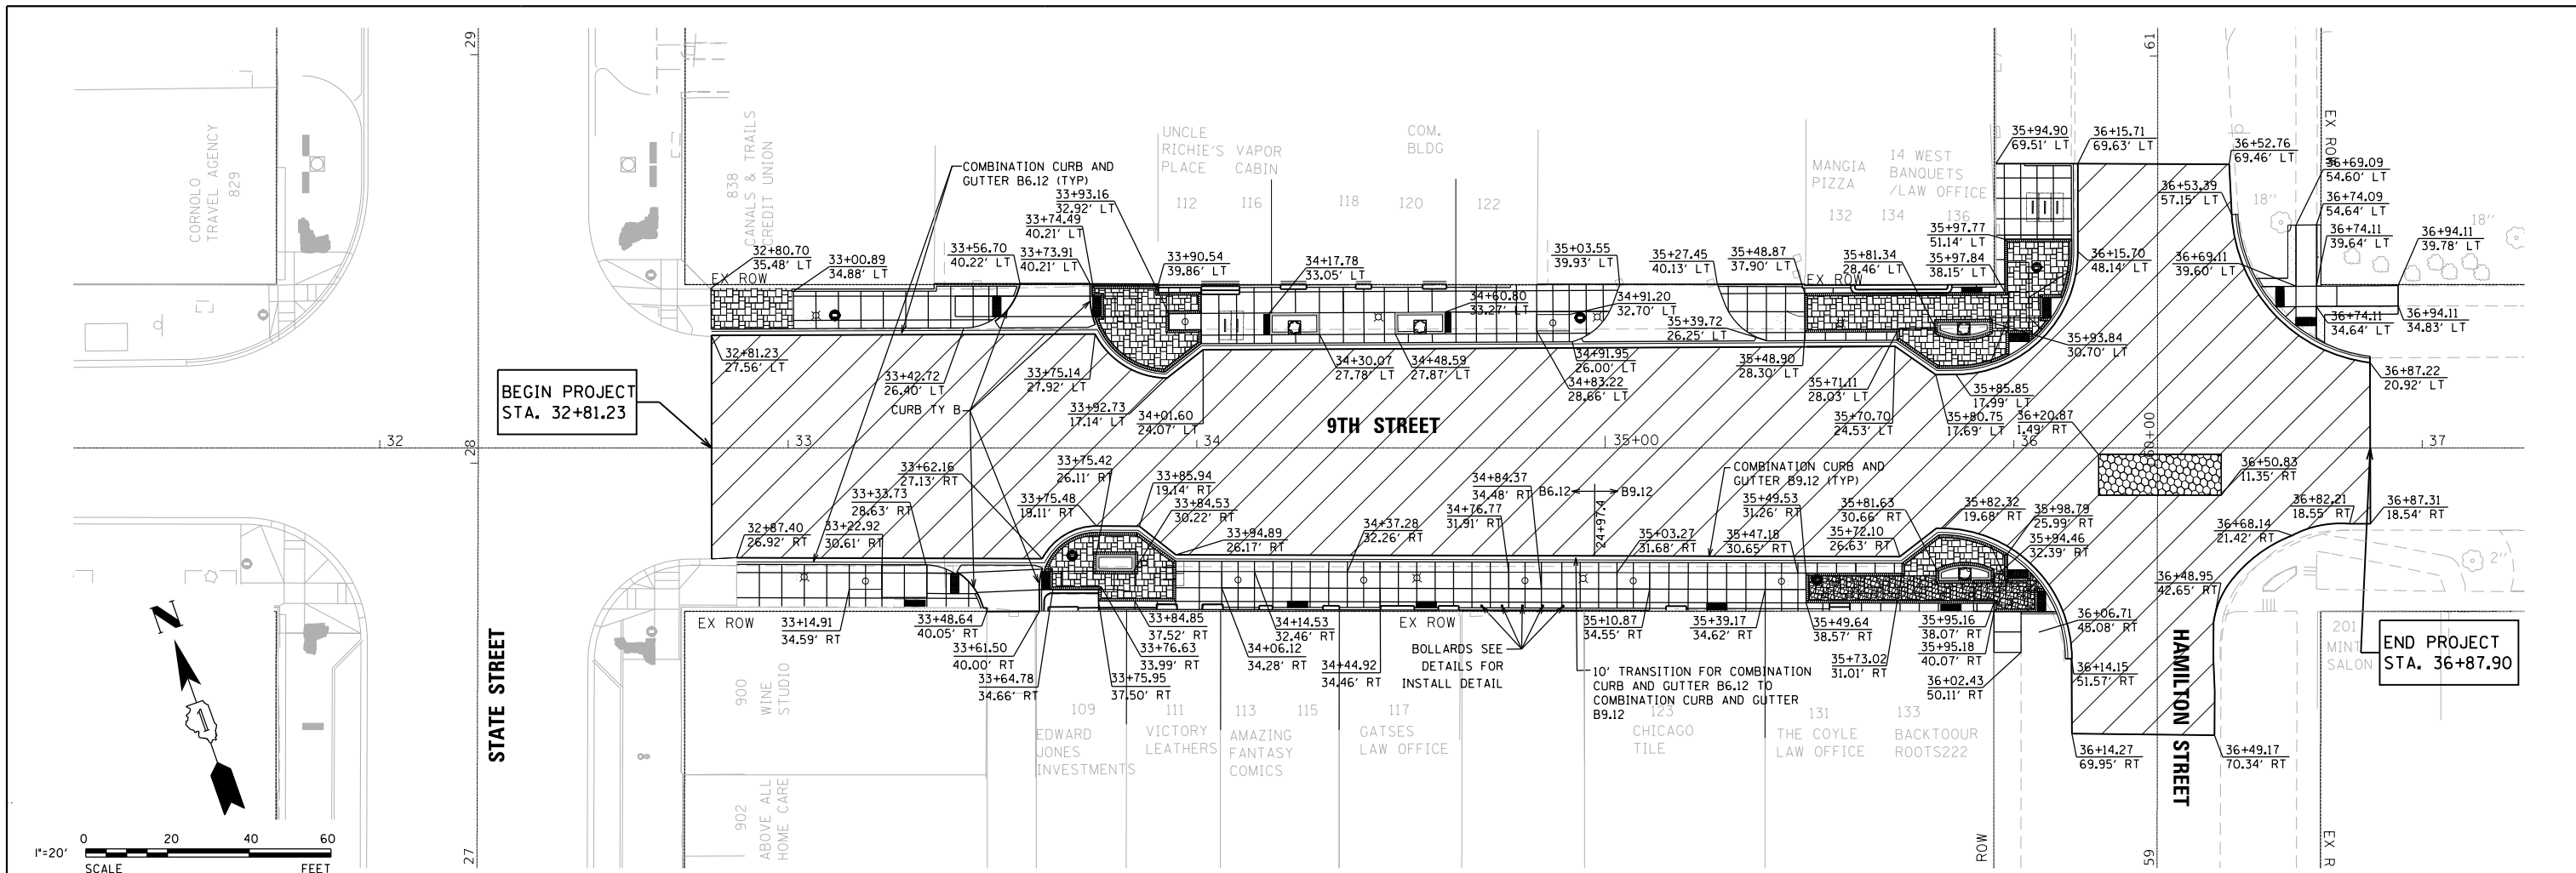 29
61
CORNOLO
TRAVEL AGENCY
829
838
CANALS & TRAILS
CREDIT UNION
COMBINATION CURB AND
GUTTER B6.12 (TYP)
UNCLE
RICHIE'S
PLACE
VAPOR
CABIN
COM.
BLDG
112
116
118
120
122
MANGIA
PIZZA
14 WEST
BANQUETS
/LAW OFFICE
132
134
136
EX ROW
18''
18''
32+80.70
35.48' LT
33+00.89
34.88' LT
EX ROW
33+56.70
40.22' LT
33+93.16
32.92' LT
33+74.49
40.21' LT
33+73.91
40.21' LT
33+90.54
39.86' LT
34+17.78
33.05' LT
34+60.80
33.27' LT
35+03.55
39.93' LT
34+91.20
32.70' LT
35+27.45
40.13' LT
35+48.87
37.90' LT
EX ROW
35+81.34
28.46' LT
35+94.90
69.51' LT
36+15.71
69.63' LT
36+52.76
69.46' LT
36+69.09
54.60' LT
36+53.39
57.15' LT
36+74.09
54.64' LT
36+74.11
39.64' LT
36+94.11
39.78' LT
35+97.77
51.14' LT
35+97.84
38.15' LT
36+15.70
48.14' LT
36+69.11
39.60' LT
36+74.11
34.64' LT
36+94.11
34.83' LT
32+81.23
27.56' LT
33+42.72
26.40' LT
33+75.14
27.92' LT
CURB TY B
33+92.73
17.14' LT
34+01.60
24.07' LT
34+30.07
27.78' LT
34+48.59
27.87' LT
34+91.95
26.00' LT
34+83.22
28.66' LT
35+39.72
26.25' LT
35+48.90
28.30' LT
35+71.11
28.03' LT
35+70.70
24.53' LT
35+93.84
30.70' LT
35+85.85
17.99' LT
35+80.75
17.69' LT
36+20.87
1.49' RT
36+87.22
20.92' LT
BEGIN PROJECT
STA. 32+81.23
9TH STREET
32
28
33
34
35+00
36
60+00
37
33+62.16
27.13' RT
33+33.73
28.63' RT
32+87.40
26.92' RT
33+22.92
30.61' RT
33+75.42
26.11' RT
33+75.48
19.11' RT
33+85.94
19.14' RT
33+84.53
30.22' RT
33+94.89
26.17' RT
34+37.28
32.26' RT
34+84.37
34.48' RT
34+76.77
31.91' RT
B6.12
B9.12
24+97.4
COMBINATION CURB AND
GUTTER B9.12 (TYP)
35+03.27
31.68' RT
35+49.53
31.26' RT
35+47.18
30.65' RT
35+81.63
30.66' RT
35+72.10
26.63' RT
35+82.32
19.68' RT
35+98.79
25.99' RT
35+94.46
32.39' RT
36+50.83
11.35' RT
36+82.21
18.55' RT
36+68.14
21.42' RT
36+87.31
18.54' RT
36+48.95
42.65' RT
2''
EX ROW
33+14.91
34.59' RT
33+48.64
40.05' RT
33+61.50
40.00' RT
33+64.78
34.66' RT
33+84.85
37.52' RT
33+76.63
33.99' RT
33+75.95
37.50' RT
34+14.53
32.46' RT
34+06.12
34.28' RT
34+44.92
34.46' RT
EX ROW
BOLLARDS SEE
DETAILS FOR
INSTALL DETAIL
10' TRANSITION FOR COMBINATION
CURB AND GUTTER B6.12 TO
COMBINATION CURB AND GUTTER
B9.12
35+10.87
34.55' RT
35+39.17
34.62' RT
35+49.64
38.57' RT
35+73.02
31.01' RT
35+95.16
38.07' RT
35+95.18
40.07' RT
36+02.43
50.11' RT
36+06.71
45.08' RT
36+14.15
51.57' RT
36+14.27
69.95' RT
36+49.17
70.34' RT
201
MINT
SALON
END PROJECT
STA. 36+87.90
N
STATE STREET
HAMILTON STREET
900
WINE
STUDIO
902
ABOVE ALL
HOME CARE
109
EDWARD
JONES
INVESTMENTS
111
VICTORY
LEATHERS
113
115
AMAZING
FANTASY
COMICS
117
GATSES
LAW OFFICE
123
CHICAGO
TILE
131
THE COYLE
LAW OFFICE
133
BACKTOOUR
ROOTS222
0 20 40 60
1"=20'
SCALE FEET
27
ROW
59
EX R